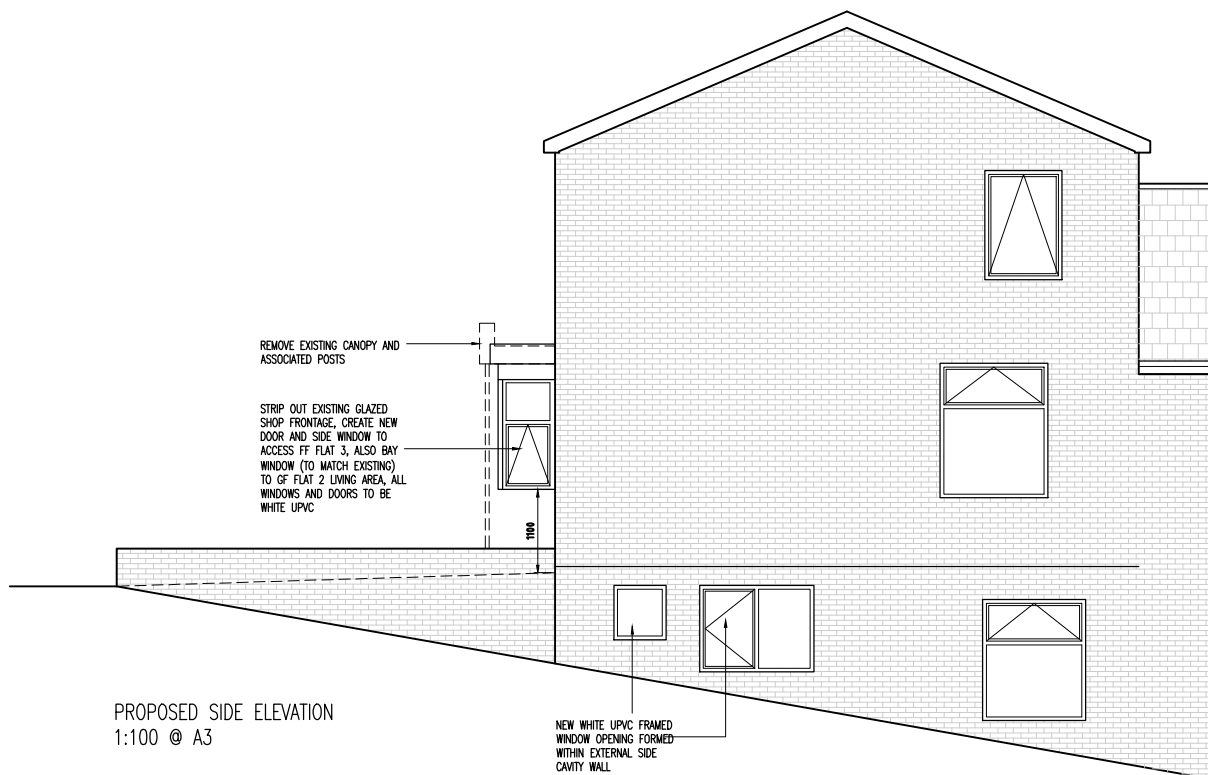 REMOVE EXISTING CANOPY AND
ASSOCIATED POSTS
STRIP OUT EXISTING GLAZED
SHOP FRONTAGE, CREATE NEW
DOOR AND SIDE WINDOW TO
ACCESS FF FLAT 3, ALSO BAY
WINDOW (TO MATCH EXISTING)
TO GF FLAT 2 LIVING AREA, ALL
WINDOWS AND DOORS TO BE
WHITE UPVC
1100
PROPOSED SIDE ELEVATION
1:100 @ A3
NEW WHITE UPVC FRAMED
WINDOW OPENING FORMED
WITHIN EXTERNAL SIDE
CAVITY WALL